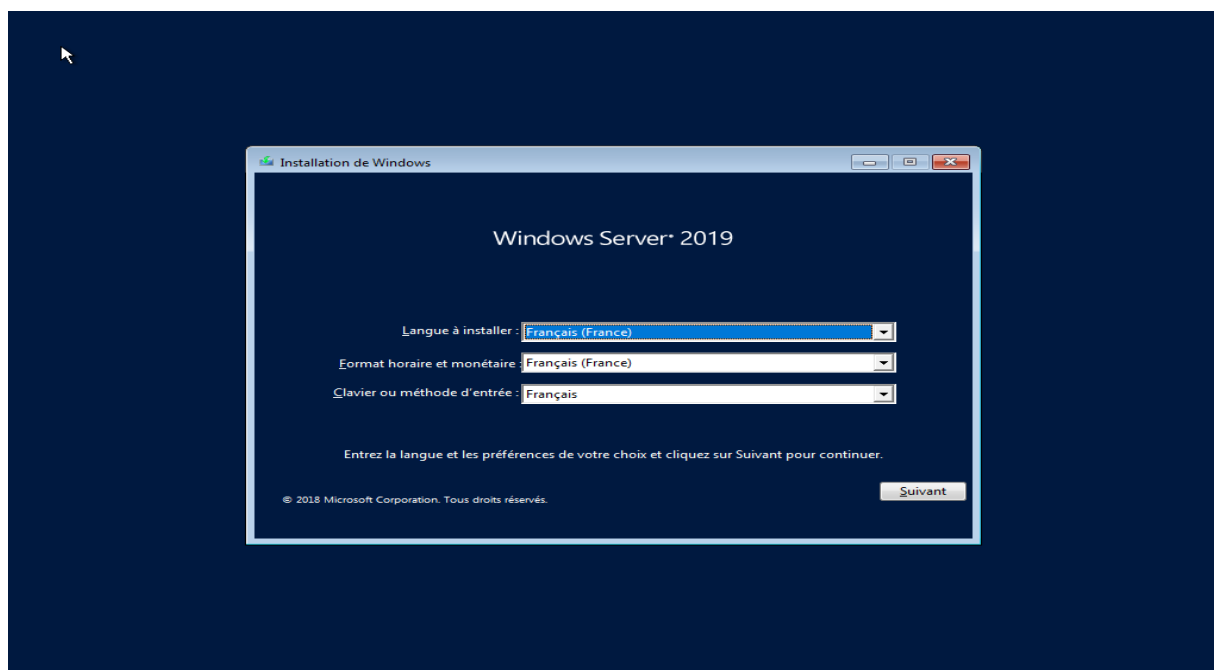 Installation de Windows
Windows Server® 2019
Langue à installer : Français (France)
Format horaire et monétaire : Français (France)
Clavier ou méthode d'entrée : Français
Entrez la langue et les préférences de votre choix et cliquez sur Suivant pour continuer.
© 2018 Microsoft Corporation. Tous droits réservés.
Suivant